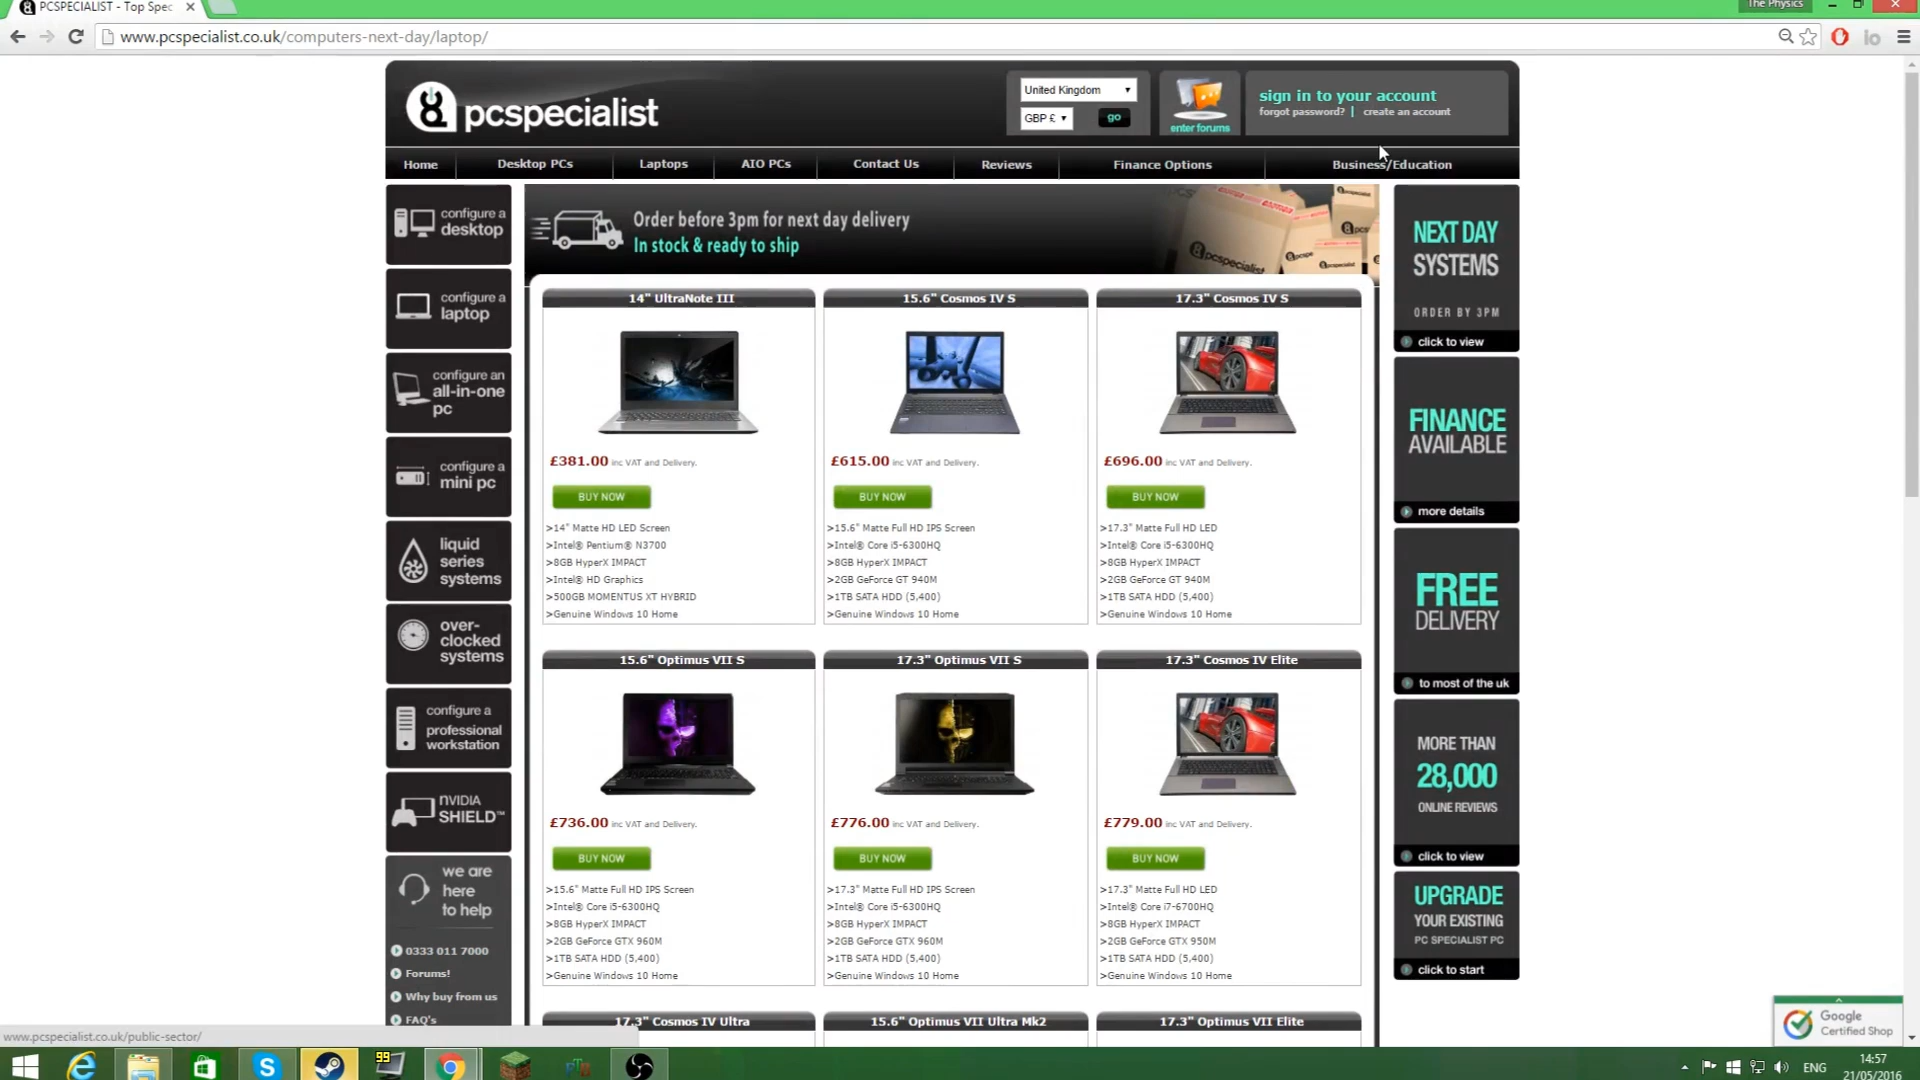 PCSPECIALIST - Top Spec
The Physics
www.pcspecialist.co.uk/computers-next-day/laptop/
pcspecialist
United Kingdom
GBP £
go
enter forums
sign in to your account
forgot password? | create an account
Home
Desktop PCs
Laptops
AIO PCs
Contact Us
Reviews
Finance Options
Business/Education
configure a
desktop
configure a
laptop
configure an
all-in-one
pc
configure a
mini pc
liquid
series
systems
over-
clocked
systems
configure a
professional
workstation
NVIDIA
SHIELD™
we are
here
to help
0333 011 7000
Forums!
Why buy from us
FAQ's
Order before 3pm for next day delivery
In stock & ready to ship
14" UltraNote III
£381.00 inc VAT and Delivery.
BUY NOW
>14" Matte HD LED Screen
>Intel® Pentium® N3700
>8GB HyperX IMPACT
>Intel® HD Graphics
>500GB MOMENTUS XT HYBRID
>Genuine Windows 10 Home
15.6" Cosmos IV S
£615.00 inc VAT and Delivery.
BUY NOW
>15.6" Matte Full HD IPS Screen
>Intel® Core i5-6300HQ
>8GB HyperX IMPACT
>2GB GeForce GT 940M
>1TB SATA HDD (5,400)
>Genuine Windows 10 Home
17.3" Cosmos IV S
£696.00 inc VAT and Delivery.
BUY NOW
>17.3" Matte Full HD LED
>Intel® Core i5-6300HQ
>8GB HyperX IMPACT
>2GB GeForce GT 940M
>1TB SATA HDD (5,400)
>Genuine Windows 10 Home
15.6" Optimus VII S
£736.00 inc VAT and Delivery.
BUY NOW
>15.6" Matte Full HD IPS Screen
>Intel® Core i5-6300HQ
>8GB HyperX IMPACT
>2GB GeForce GTX 960M
>1TB SATA HDD (5,400)
>Genuine Windows 10 Home
17.3" Optimus VII S
£776.00 inc VAT and Delivery.
BUY NOW
>17.3" Matte Full HD IPS Screen
>Intel® Core i5-6300HQ
>8GB HyperX IMPACT
>2GB GeForce GTX 960M
>1TB SATA HDD (5,400)
>Genuine Windows 10 Home
17.3" Cosmos IV Elite
£779.00 inc VAT and Delivery.
BUY NOW
>17.3" Matte Full HD LED
>Intel® Core i7-6700HQ
>8GB HyperX IMPACT
>2GB GeForce GTX 950M
>1TB SATA HDD (5,400)
>Genuine Windows 10 Home
17.3" Cosmos IV Ultra
15.6" Optimus VII Ultra Mk2
17.3" Optimus VII Elite
NEXT DAY
SYSTEMS
ORDER BY 3PM
click to view
FINANCE
AVAILABLE
more details
FREE
DELIVERY
to most of the uk
MORE THAN
28,000
ONLINE REVIEWS
click to view
UPGRADE
YOUR EXISTING
PC SPECIALIST PC
click to start
Google
Certified Shop
www.pcspecialist.co.uk/public-sector/
99
ENG
14:57
21/05/2016